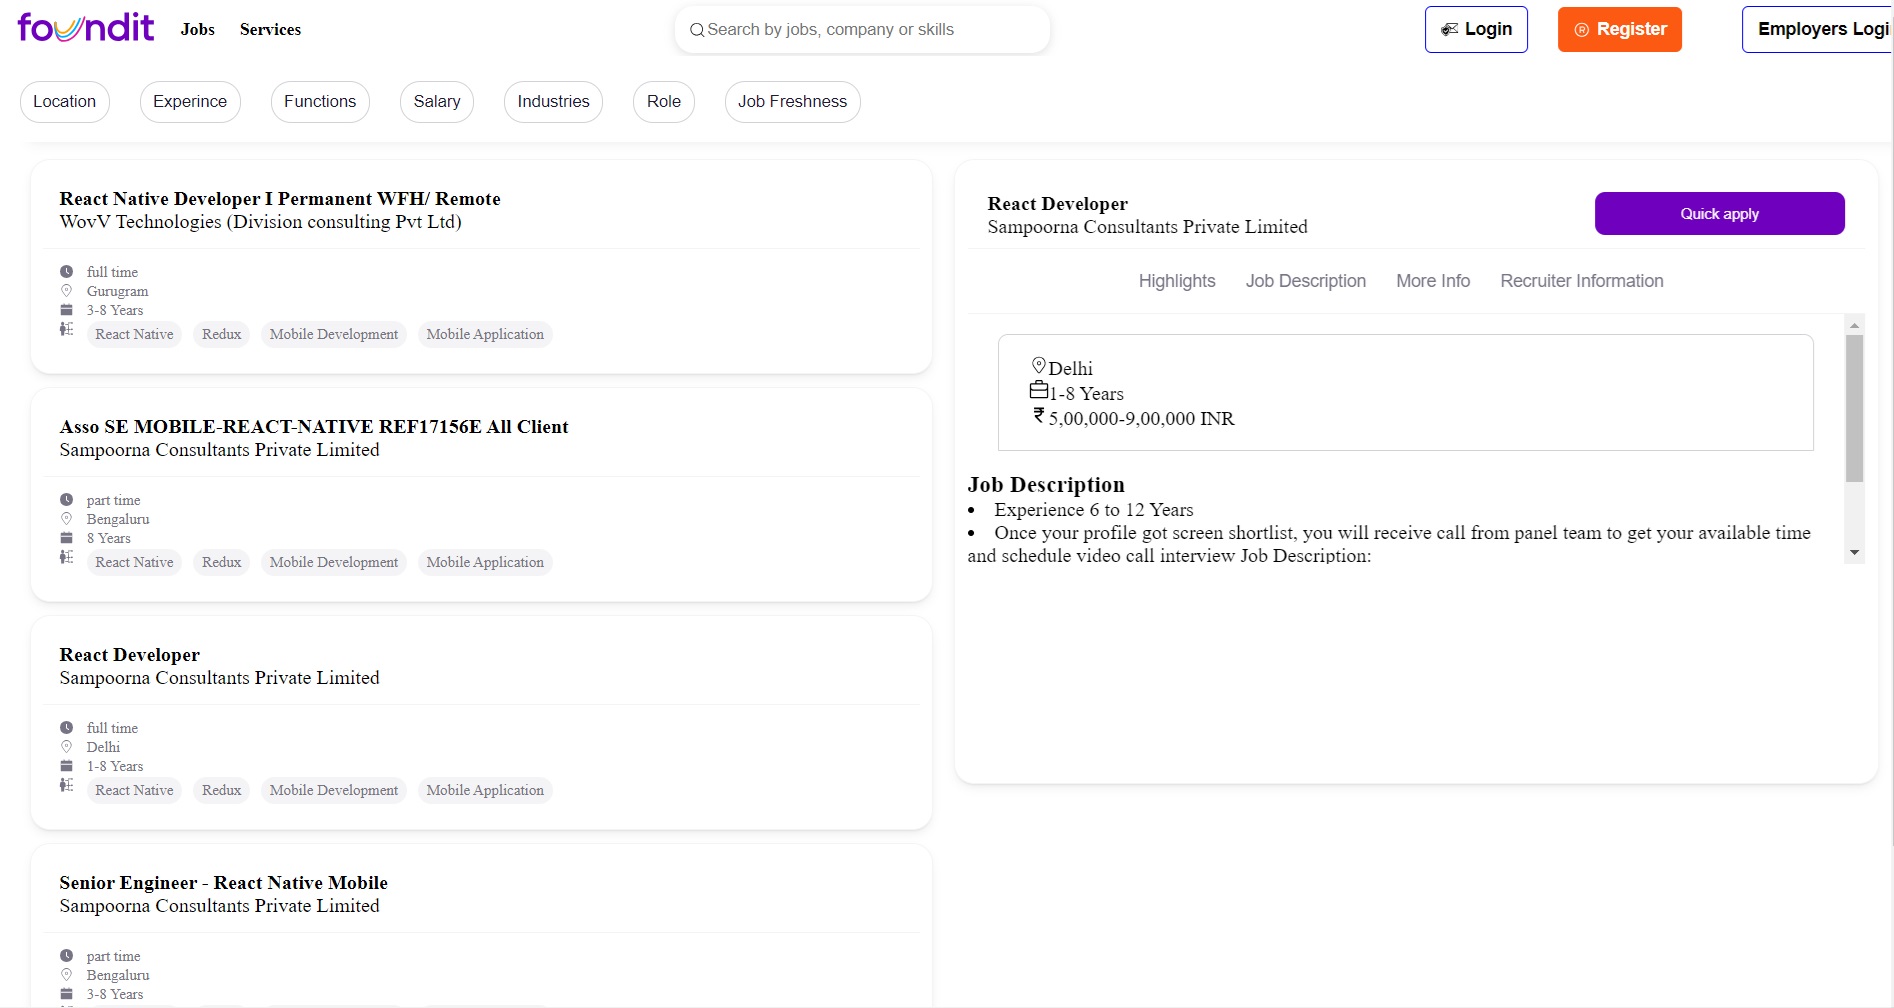 foundit Jobs Services Search by jobs, company or skills Login ® Register Employers Logi
Location Experince Functions Salary Industries Role Job Freshness
React Native Developer I Permanent WFH/ Remote
WovV Technologies (Division consulting Pvt Ltd)
full time
Gurugram
3-8 Years
React Native Redux Mobile Development Mobile Application
Asso SE MOBILE-REACT-NATIVE REF17156E All Client
Sampoorna Consultants Private Limited
part time
Bengaluru
8 Years
React Native Redux Mobile Development Mobile Application
React Developer
Sampoorna Consultants Private Limited
full time
Delhi
1-8 Years
React Native Redux Mobile Development Mobile Application
Senior Engineer - React Native Mobile
Sampoorna Consultants Private Limited
part time
Bengaluru
3-8 Years
React Developer
Sampoorna Consultants Private Limited
Quick apply
Highlights Job Description More Info Recruiter Information
Delhi
1-8 Years
₹ 5,00,000-9,00,000 INR
Job Description
• Experience 6 to 12 Years
• Once your profile got screen shortlist, you will receive call from panel team to get your available time
and schedule video call interview Job Description: